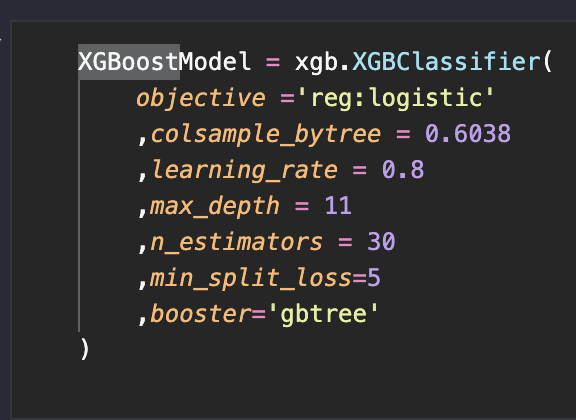 XGBoostModel = xgb.XGBClassifier(
objective ='reg:logistic'
,colsample_bytree = 0.6038
,learning_rate = 0.8
,max_depth = 11
,n_estimators = 30
,min_split_loss=5
,booster='gbtree'
)